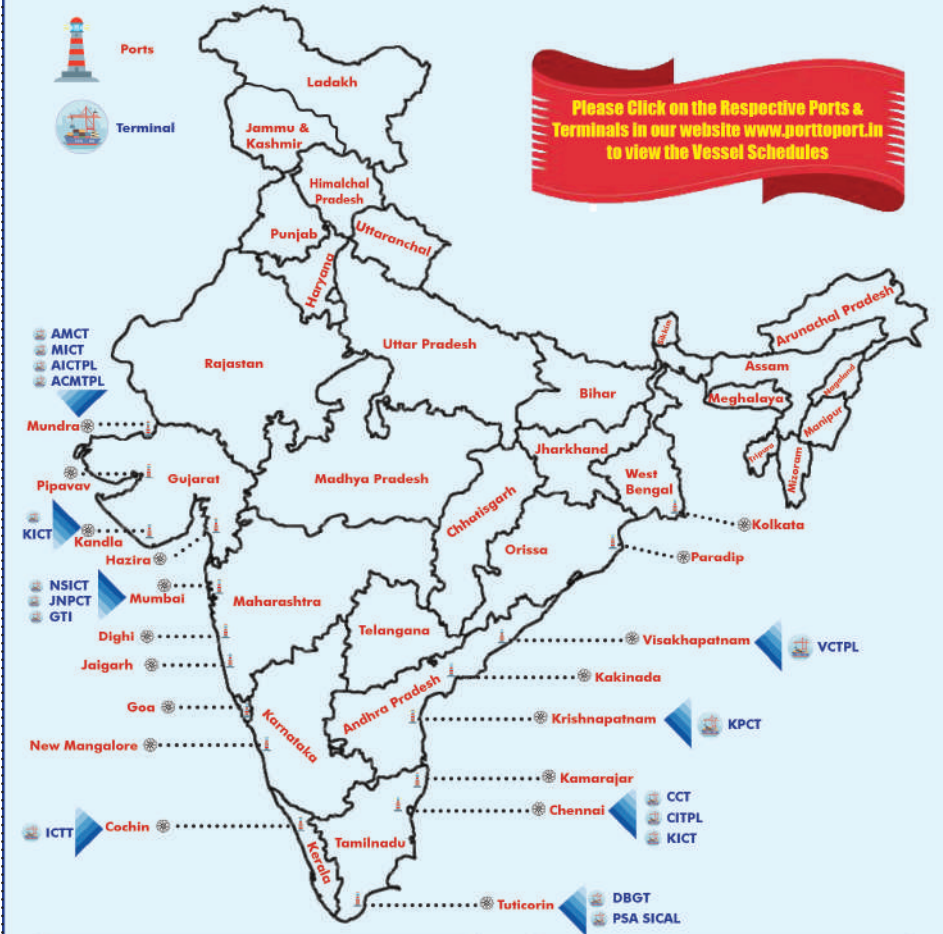 Ports
Terminal
Please Click on the Respective Ports &
Terminals in our website www.porttoport.in
to view the Vessel Schedules
Ladakh
Jammu &
Kashmir
Himalchal
Pradesh
Punjab
Uttaranchal
Haryana
Rajastan
Uttar Pradesh
Bihar
Sikkin
Arunachal Pradesh
Assam
Nagaland
Meghalaya
Manipur
Tripura
Mizoram
Jharkhand
West
Bengal
Gujarat
Madhya Pradesh
Chhatisgarh
Orissa
Maharashtra
Telangana
Andhra Pradesh
Karnataka
Tamilnadu
Kerala
AMCT
MICT
AICTPL
ACMTPL
Mundra
Pipavav
KICT
Kandla
Hazira
NSICT
JNPCT
GTI
Mumbai
Dighi
Jaigarh
Goa
New Mangalore
ICTT
Cochin
Kolkata
Paradip
Visakhapatnam
VCTPL
Kakinada
Krishnapatnam
KPCT
Kamarajar
Chennai
CCT
CITPL
KICT
Tuticorin
DBGT
PSA SICAL